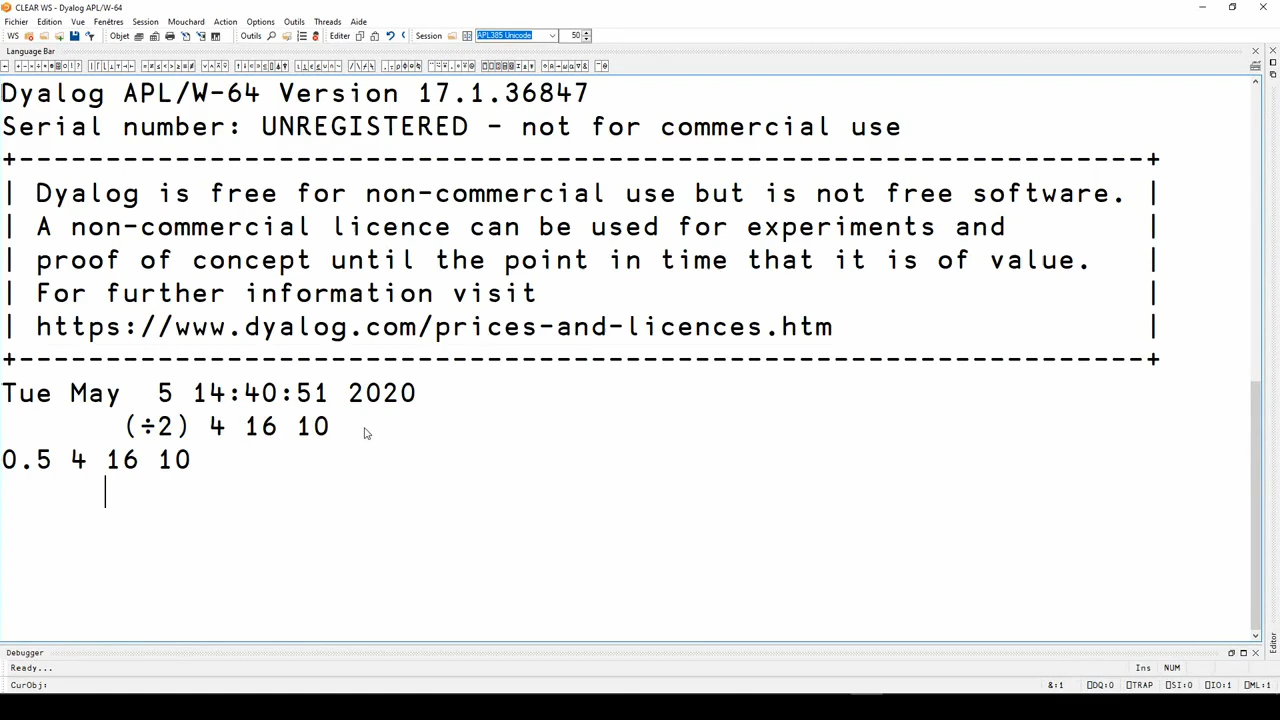 CLEAR WS - Dyalog APL/W-64
Fichier Edition Vue Fenêtres Session Mouchard Action Options Outils Threads Aide
WS Objet Outils Editer Session APL385 Unicode 50
Language Bar
Dyalog APL/W-64 Version 17.1.36847
Serial number: UNREGISTERED - not for commercial use
+-----------------------------------------------------------------+
| Dyalog is free for non-commercial use but is not free software. |
| A non-commercial licence can be used for experiments and |
| proof of concept until the point in time that it is of value. |
| For further information visit |
| https://www.dyalog.com/prices-and-licences.htm |
+-----------------------------------------------------------------+
Tue May  5 14:40:51 2020
(÷2) 4 16 10
0.5 4 16 10
Debugger
Ready...
Ins NUM
CurObj:
&:1 ⎕DQ:0 ⎕TRAP ⎕SI:0 ⎕IO:1 ⎕ML:1
Editor